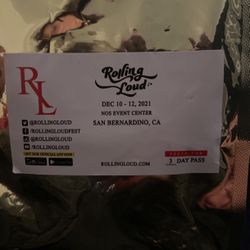 RL
Rolling
Loud
DEC 10 - 12, 2021
NOS EVENT CENTER
SAN BERNARDINO, CA
@ROLLINGLOUD
/ROLLINGLOUDFEST
@ROLLINGLOUD
/ROLLINGLOUD
ROLLINGLOUD.COM
3 DAY PASS